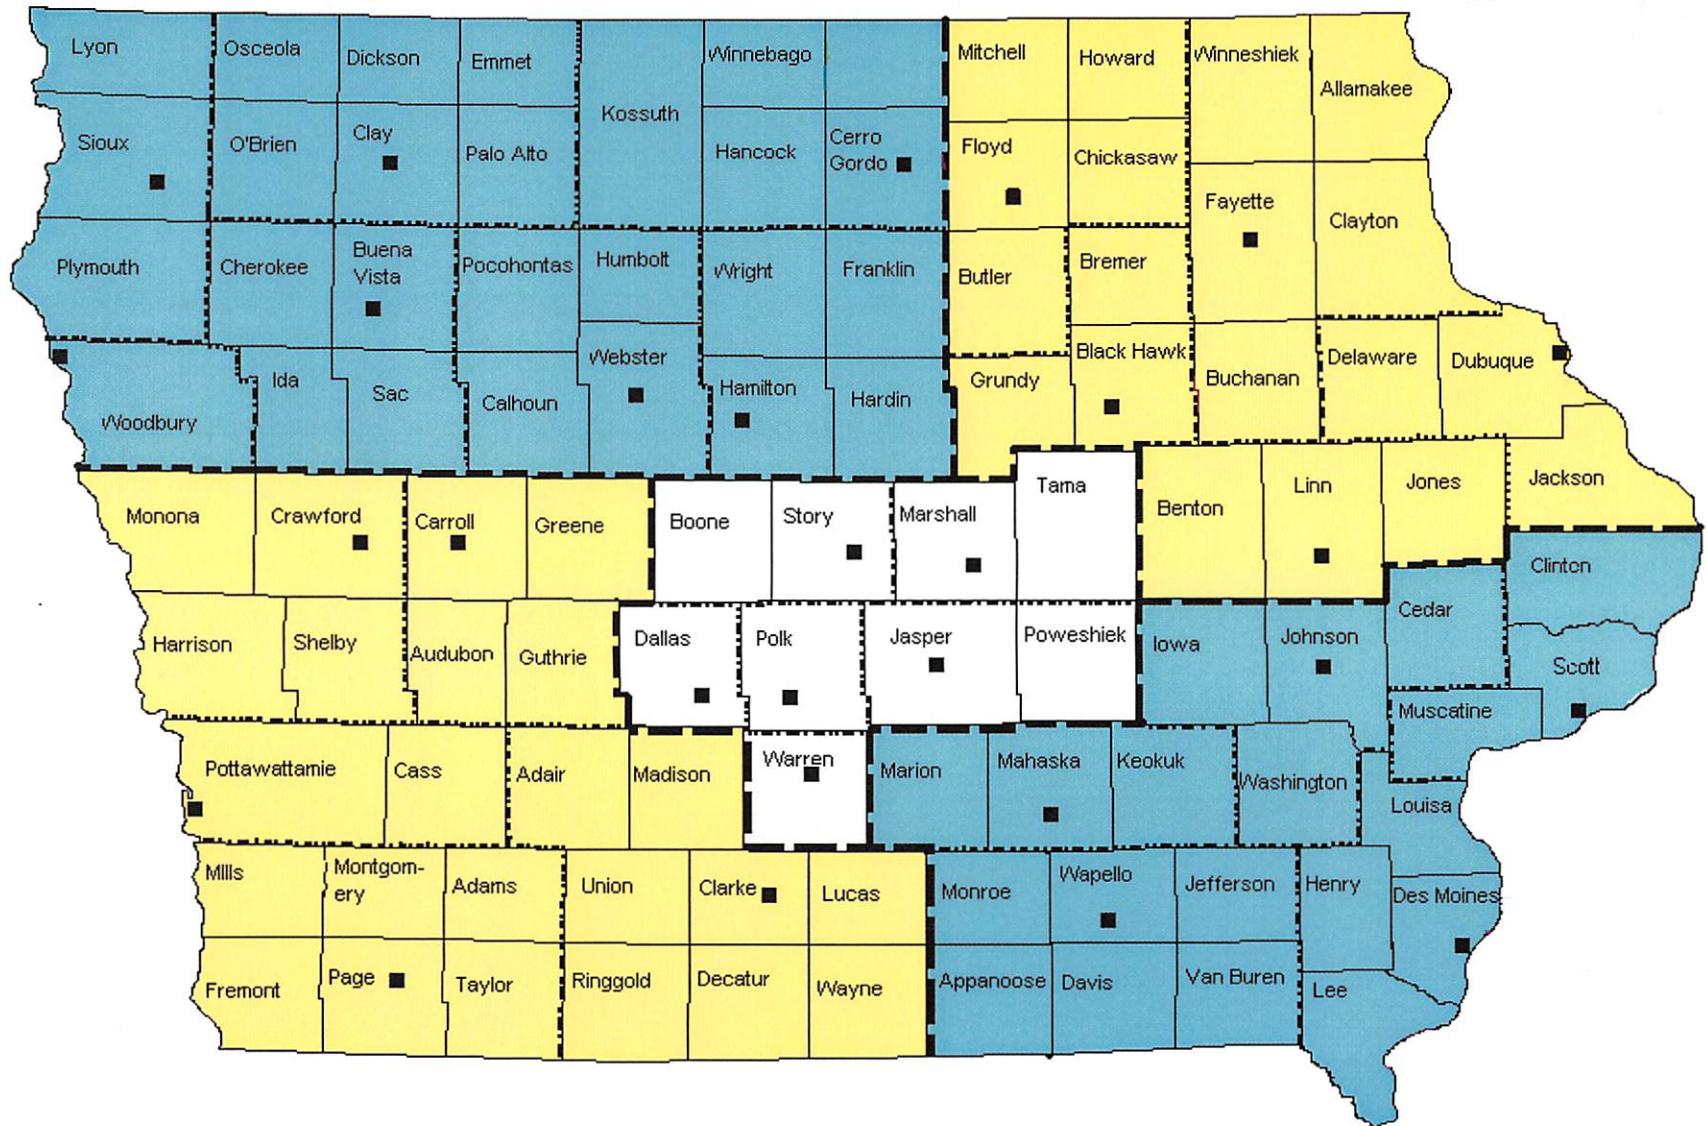 Lyon
Osceola
Dickson
Emmet
Kossuth
Winnebago
Mitchell
Howard
Winneshiek
Allamakee
Sioux
O'Brien
Clay
Palo Alto
Hancock
Cerro
Gordo
Floyd
Chickasaw
Fayette
Clayton
Plymouth
Cherokee
Buena
Vista
Pocohontas
Humbolt
Wright
Franklin
Butler
Bremer
Woodbury
Ida
Sac
Calhoun
Webster
Hamilton
Hardin
Grundy
Black Hawk
Buchanan
Delaware
Dubuque
Monona
Crawford
Carroll
Greene
Boone
Story
Marshall
Tama
Benton
Linn
Jones
Jackson
Clinton
Harrison
Shelby
Audubon
Guthrie
Dallas
Polk
Jasper
Poweshiek
Iowa
Johnson
Cedar
Scott
Muscatine
Pottawattamie
Cass
Adair
Madison
Warren
Marion
Mahaska
Keokuk
Washington
Louisa
Mills
Montgom-
ery
Adams
Union
Clarke
Lucas
Monroe
Wapello
Jefferson
Henry
Des Moines
Fremont
Page
Taylor
Ringgold
Decatur
Wayne
Appanoose
Davis
Van Buren
Lee